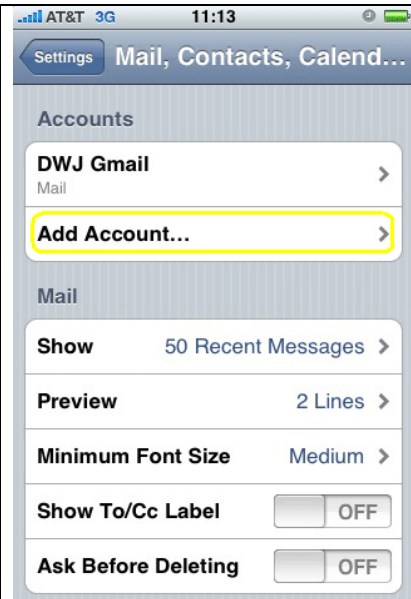 AT&T 3G 11:13
Settings Mail, Contacts, Calend...
Accounts
DWJ Gmail
Mail
Add Account...
Mail
Show 50 Recent Messages
Preview 2 Lines
Minimum Font Size Medium
Show To/Cc Label OFF
Ask Before Deleting OFF